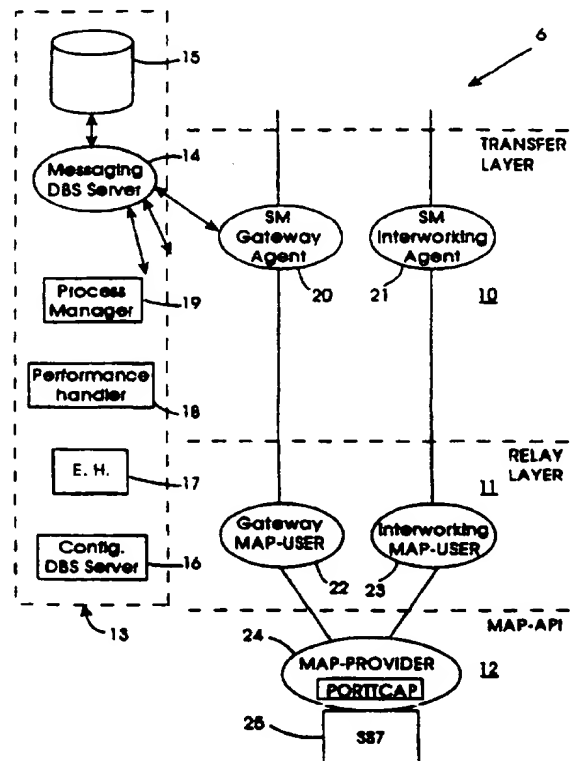 15
6
14
TRANSFER
LAYER
Messaging
DBS Server
SM
Gateway
Agent
SM
Interworking
Agent
20
21
10
Process
Manager
19
Performance
handler
18
RELAY
LAYER
E. H.
17
11
Gateway
MAP-USER
Interworking
MAP-USER
Config.
DBS Server
16
22
23
13
MAP-API
24
MAP-PROVIDER
12
PORTTCAP
25
SS7